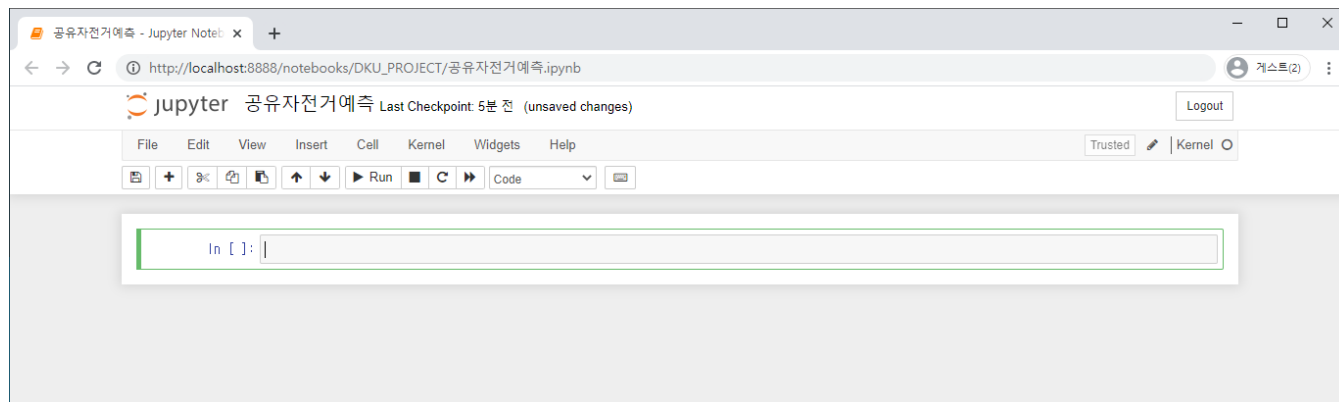 공유자전거예측 - Jupyter Noteb
http://localhost:8888/notebooks/DKU_PROJECT/공유자전거예측.ipynb
게스트(2)
jupyter 공유자전거예측 Last Checkpoint: 5분 전 (unsaved changes)
Logout
File Edit View Insert Cell Kernel Widgets Help
Trusted Kernel
Run Code
In [ ]: